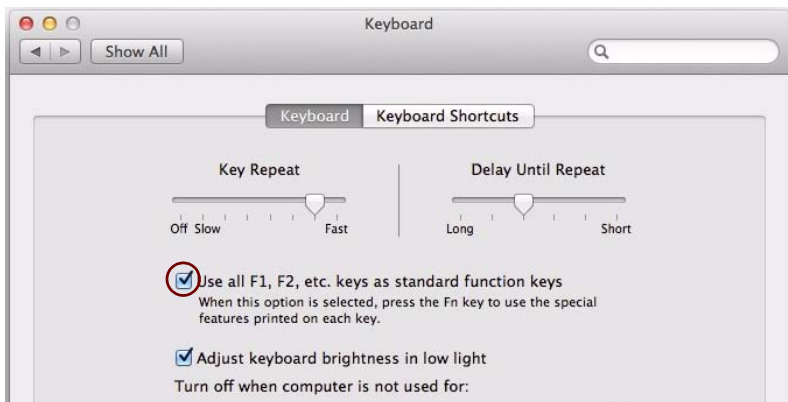 Keyboard
Show All
Keyboard Keyboard Shortcuts
Key Repeat Delay Until Repeat
Off Slow Fast Long Short
Use all F1, F2, etc. keys as standard function keys
When this option is selected, press the Fn key to use the special
features printed on each key.
Adjust keyboard brightness in low light
Turn off when computer is not used for: